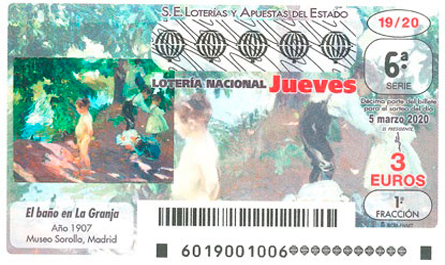 S.E. LOTERÍAS Y APUESTAS DEL ESTADO
19/20
6ª
SERIE
LOTERÍA NACIONAL Jueves
Décima parte del billete
para el sorteo del día
5 marzo 2020
EL PRESIDENTE
3
EUROS
1ª
FRACCIÓN
El baño en La Granja
Año 1907
Museo Sorolla, Madrid
6019001006